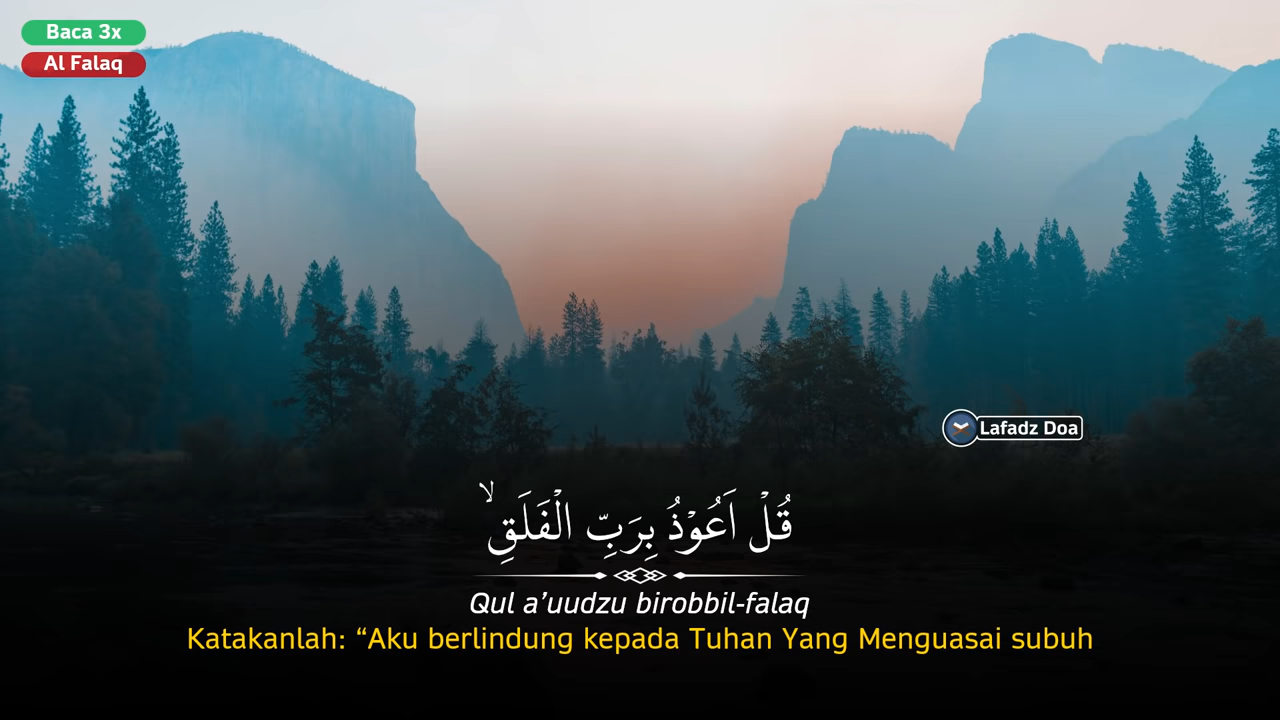 Baca 3x
Al Falaq
Lafadz Doa
قُلْ اَعُوْذُ بِرَبِّ الْفَلَقِۙ
Qul a’uudzu birobbil-falaq
Katakanlah: “Aku berlindung kepada Tuhan Yang Menguasai subuh